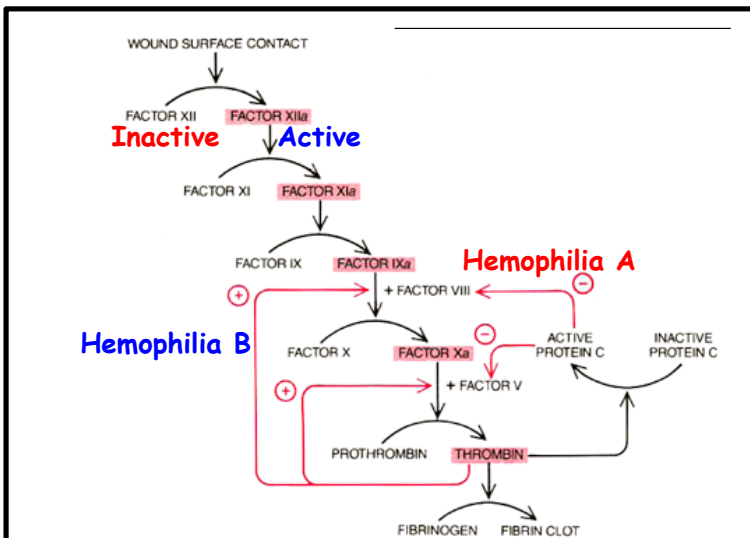 WOUND SURFACE CONTACT
FACTOR XII FACTOR XIIa
Inactive Active
FACTOR XI FACTOR XIa
FACTOR IX FACTOR IXa
Hemophilia A
+ + FACTOR VIII −
Hemophilia B
FACTOR X FACTOR Xa
− ACTIVE PROTEIN C
INACTIVE PROTEIN C
+ + FACTOR V
PROTHROMBIN THROMBIN
FIBRINOGEN FIBRIN CLOT